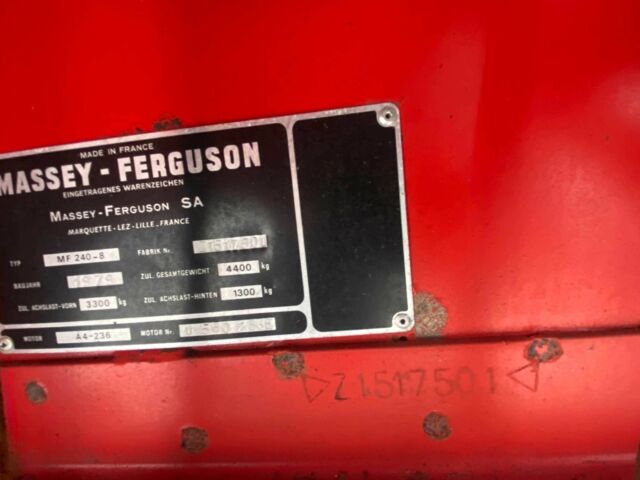 MADE IN FRANCE
MASSEY-FERGUSON
EINGETRAGENES WARENZEICHEN
MASSEY-FERGUSON SA
MARQUETTE-LEZ-LILLE-FRANCE
TYP MF 240-8 FABRIK Nr. 1517501
BAUJAHR 1979 ZUL. GESAMTGEWICHT 4400 kg
ZUL. ACHSLAST-VORN 3300 kg ZUL. ACHSLAST-HINTEN 1300 kg
MOTOR A4-236 MOTOR Nr.
Z1517501